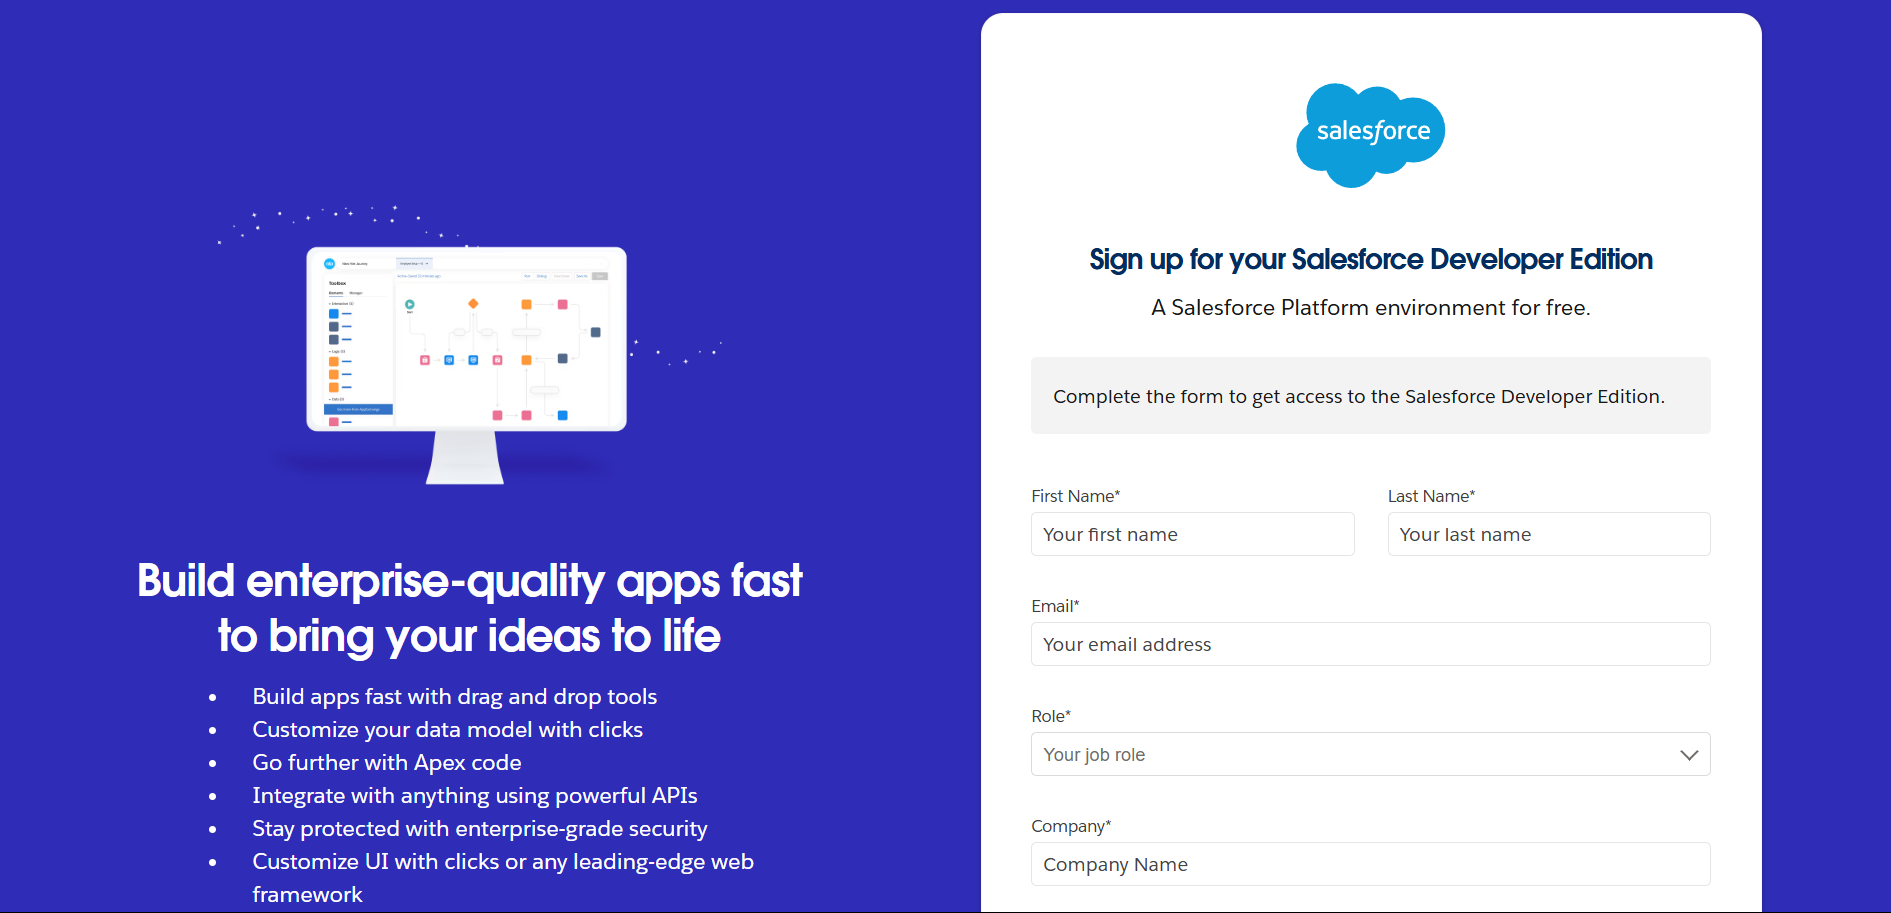 Toolbox
Elements
Build enterprise-quality apps fast
to bring your ideas to life
Build apps fast with drag and drop tools
Customize your data model with clicks
Go further with Apex code
Integrate with anything using powerful APIs
Stay protected with enterprise-grade security
Customize UI with clicks or any leading-edge web
framework
salesforce
Sign up for your Salesforce Developer Edition
A Salesforce Platform environment for free.
Complete the form to get access to the Salesforce Developer Edition.
First Name*
Last Name*
Your first name
Your last name
Email*
Your email address
Role*
Your job role
Company*
Company Name